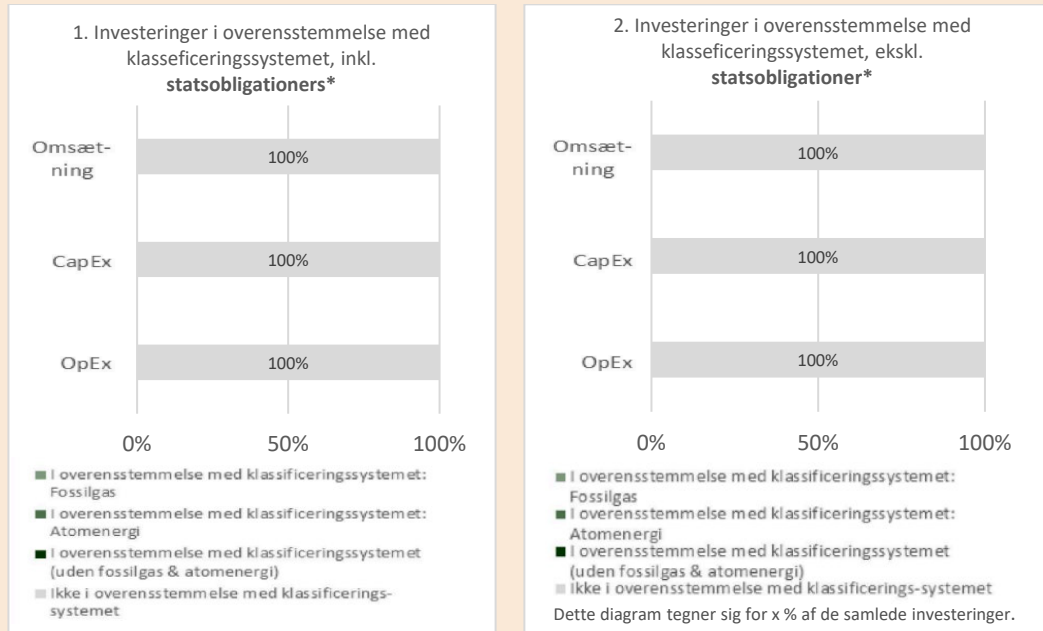 1. Investeringer i overensstemmelse med
klasseficeringssystemet, inkl.
statsobligationers*
Omsæt-
ning
100%
CapEx
100%
OpEx
100%
0%
50%
100%
I overensstemmelse med klassificeringssystemet:
Fossilgas
I overensstemmelse med klassificeringssystemet:
Atomenergi
I overensstemmelse med klassificeringssystemet
(uden fossilgas & atomenergi)
Ikke i overensstemmelse med klassificerings-
systemet
2. Investeringer i overensstemmelse med
klasseficeringssystemet, ekskl.
statsobligationer*
Omsæt-
ning
100%
CapEx
100%
OpEx
100%
0%
50%
100%
I overensstemmelse med klassificeringssystemet:
Fossilgas
I overensstemmelse med klassificeringssystemet:
Atomenergi
I overensstemmelse med klassificeringssystemet
(uden fossilgas & atomenergi)
Ikke i overensstemmelse med klassificerings-systemet
Dette diagram tegner sig for x % af de samlede investeringer.